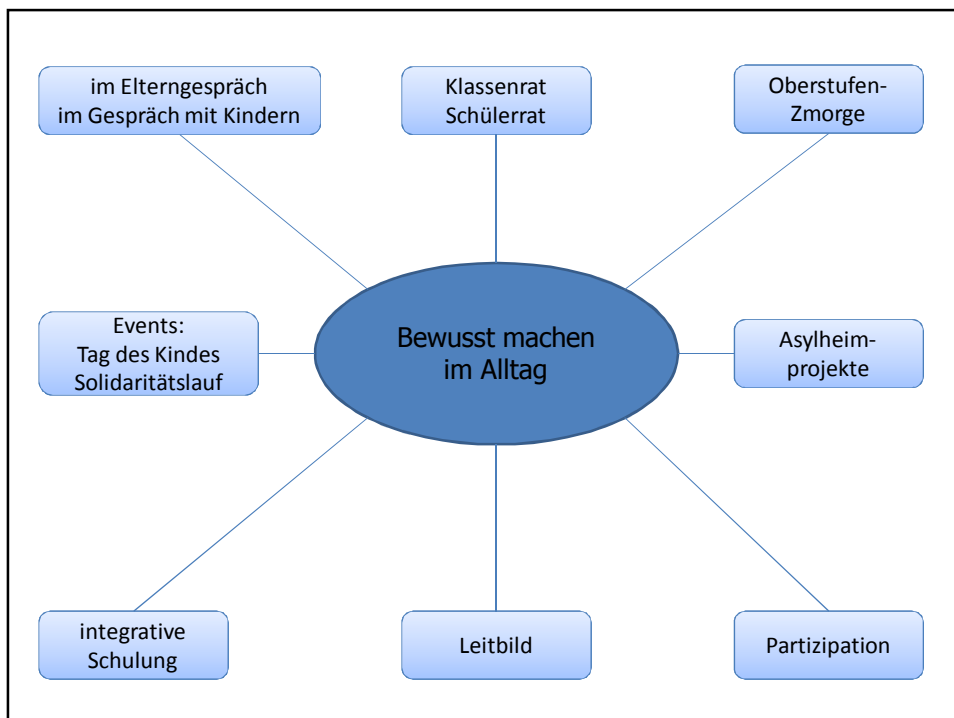 im Elterngespräch
im Gespräch mit Kindern
Klassenrat
Schülerrat
Oberstufen-
Zmorge
Events:
Tag des Kindes
Solidaritätslauf
Bewusst machen
im Alltag
Asylheim-
projekte
integrative
Schulung
Leitbild
Partizipation